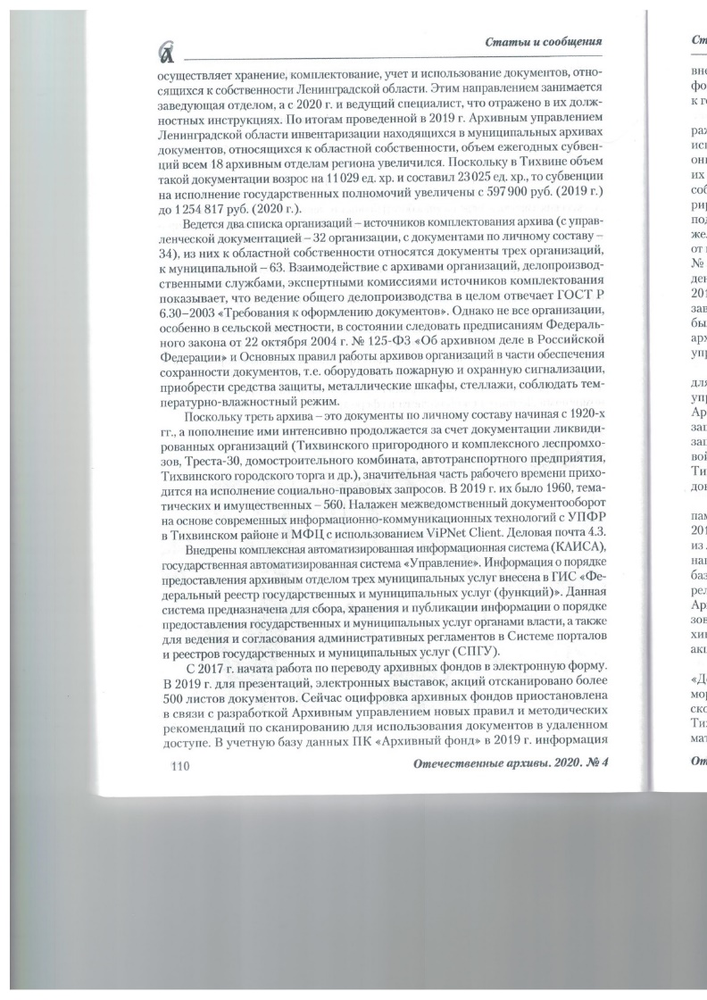 Статьи и сообщения
осуществляет хранение, комплектование, учет и использование документов, отно-
сящихся к собственности Ленинградской области. Этим направлением занимается
заведующая отделом, а с 2020 г. и ведущий специалист, что отражено в их долж-
ностных инструкциях. По итогам проведенной в 2019 г. Архивным управлением
Ленинградской области инвентаризации находящихся в муниципальных архивах
документов, относящихся к областной собственности, объем ежегодных субвен-
ций всем 18 архивным отделам региона увеличился. Поскольку в Тихвине объем
такой документации возрос на 11 029 ед. хр. и составил 23 025 ед. хр., то субвенции
на исполнение государственных полномочий увеличены с 597 900 руб. (2019 г.)
до 1 254 817 руб. (2020 г.).
Ведется два списка организаций – источников комплектования архива (с управ-
ленческой документацией – 32 организации, с документами по личному составу –
34), из них к областной собственности относятся документы трех организаций,
к муниципальной – 63. Взаимодействие с архивами организаций, делопроизвод-
ственными службами, экспертными комиссиями источников комплектования
показывает, что ведение общего делопроизводства в целом отвечает ГОСТ Р
6.30–2003 «Требования к оформлению документов». Однако не все организации,
особенно в сельской местности, в состоянии следовать предписаниям Федераль-
ного закона от 22 октября 2004 г. № 125-ФЗ «Об архивном деле в Российской
Федерации» и Основных правил работы архивов организаций в части обеспечения
сохранности документов, т.е. оборудовать пожарную и охранную сигнализации,
приобрести средства защиты, металлические шкафы, стеллажи, соблюдать тем-
пературно-влажностный режим.
Поскольку треть архива – это документы по личному составу начиная с 1920-х
гг., а пополнение ими интенсивно продолжается за счет документации ликвиди-
рованных организаций (Тихвинского пригородного и комплексного леспромхо-
зов, Треста-30, домостроительного комбината, автотранспортного предприятия,
Тихвинского городского торга и др.), значительная часть рабочего времени прихо-
дится на исполнение социально-правовых запросов. В 2019 г. их было 1960, тема-
тических и имущественных – 560. Налажен межведомственный документооборот
на основе современных информационно-коммуникационных технологий с УПФР
в Тихвинском районе и МФЦ с использованием ViPNet Client. Деловая почта 4.3.
Внедрены комплексная автоматизированная информационная система (КАИСА),
государственная автоматизированная система «Управление». Информация о порядке
предоставления архивным отделом трех муниципальных услуг внесена в ГИС «Фе-
деральный реестр государственных и муниципальных услуг (функций)». Данная
система предназначена для сбора, хранения и публикации информации о порядке
предоставления государственных и муниципальных услуг органами власти, а также
для ведения и согласования административных регламентов в Системе порталов
и реестров государственных и муниципальных услуг (СПГУ).
С 2017 г. начата работа по переводу архивных фондов в электронную форму.
В 2019 г. для презентаций, электронных выставок, акций отсканировано более
500 листов документов. Сейчас оцифровка архивных фондов приостановлена
в связи с разработкой Архивным управлением новых правил и методических
рекомендаций по сканированию для использования документов в удаленном
доступе. В учетную базу данных ПК «Архивный фонд» в 2019 г. информация
110 Отечественные архивы. 2020. № 4